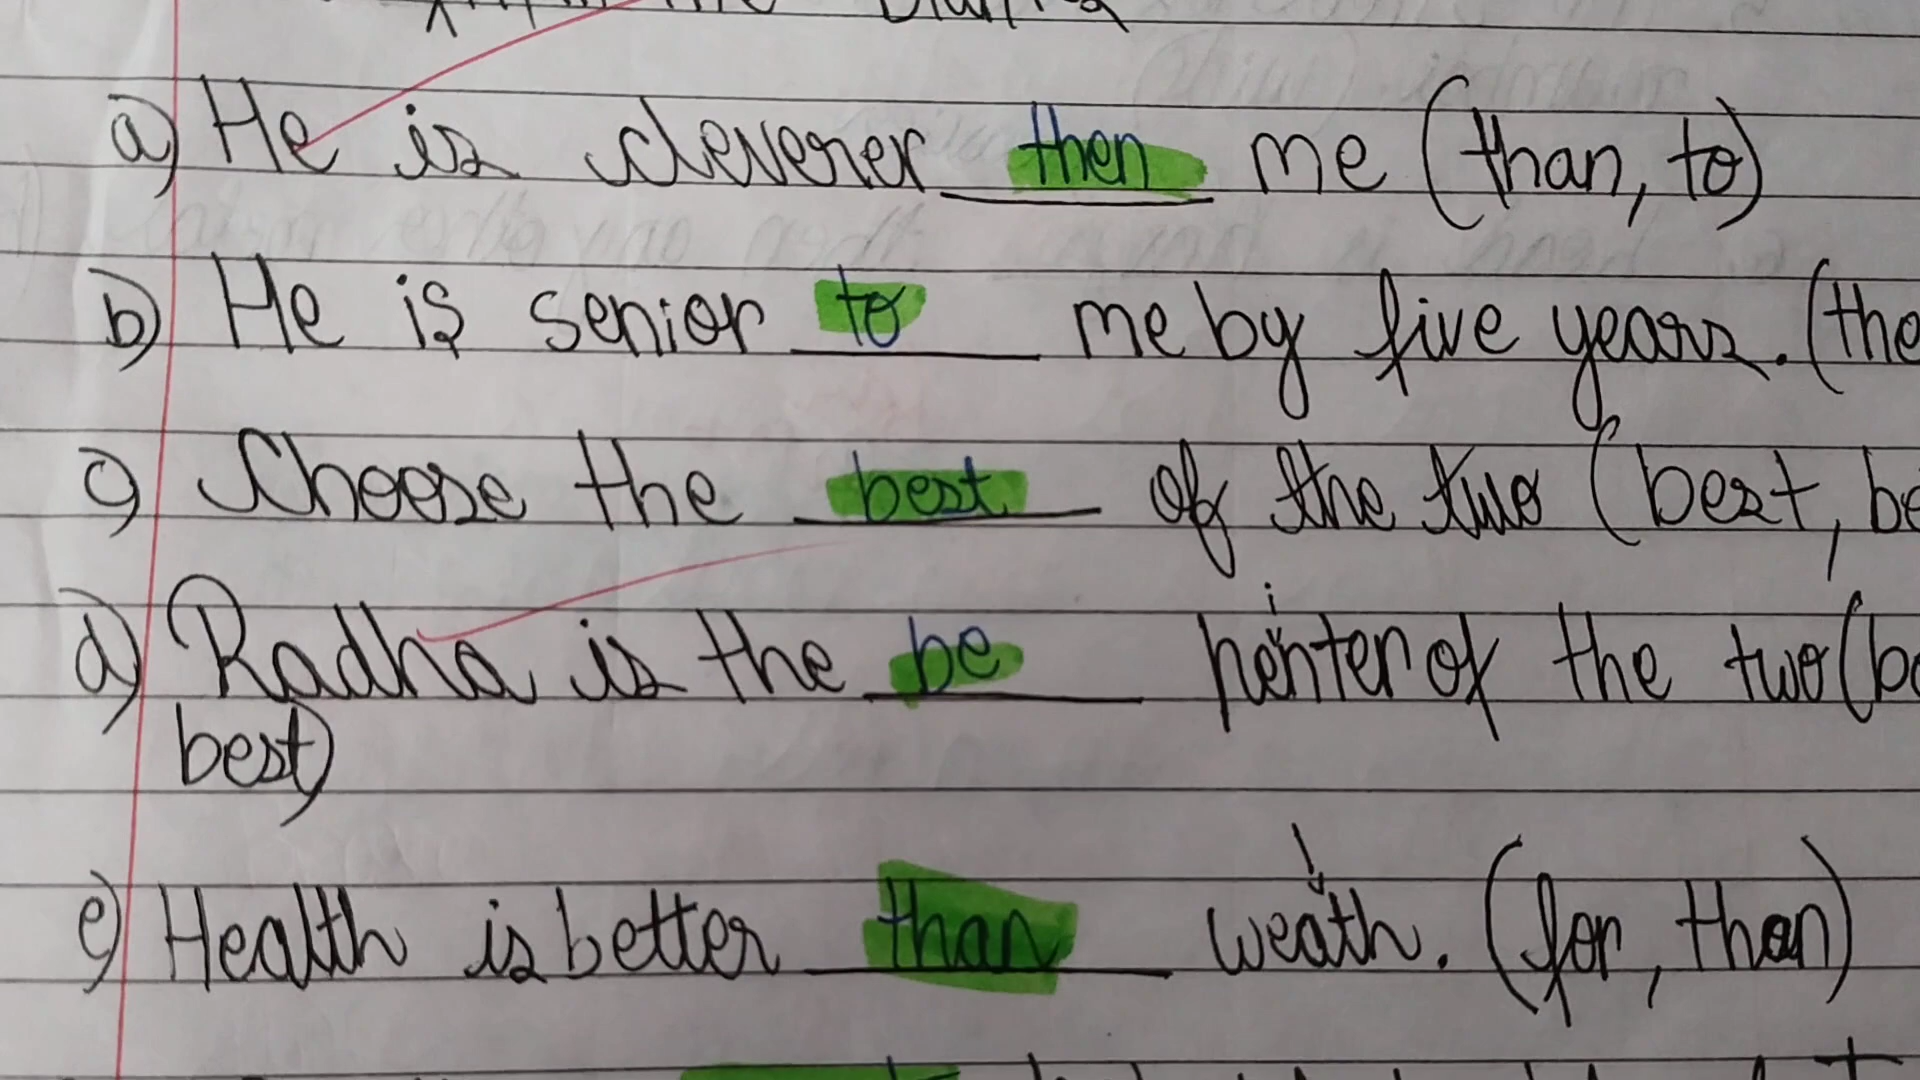 a) He is cleverer then me (than, to)
b) He is senior to me by five years. (the
c) Choose the best of the two (best, be
d) Radha is the be of the two (be
best)
e) Health is better than weath. (for, than)